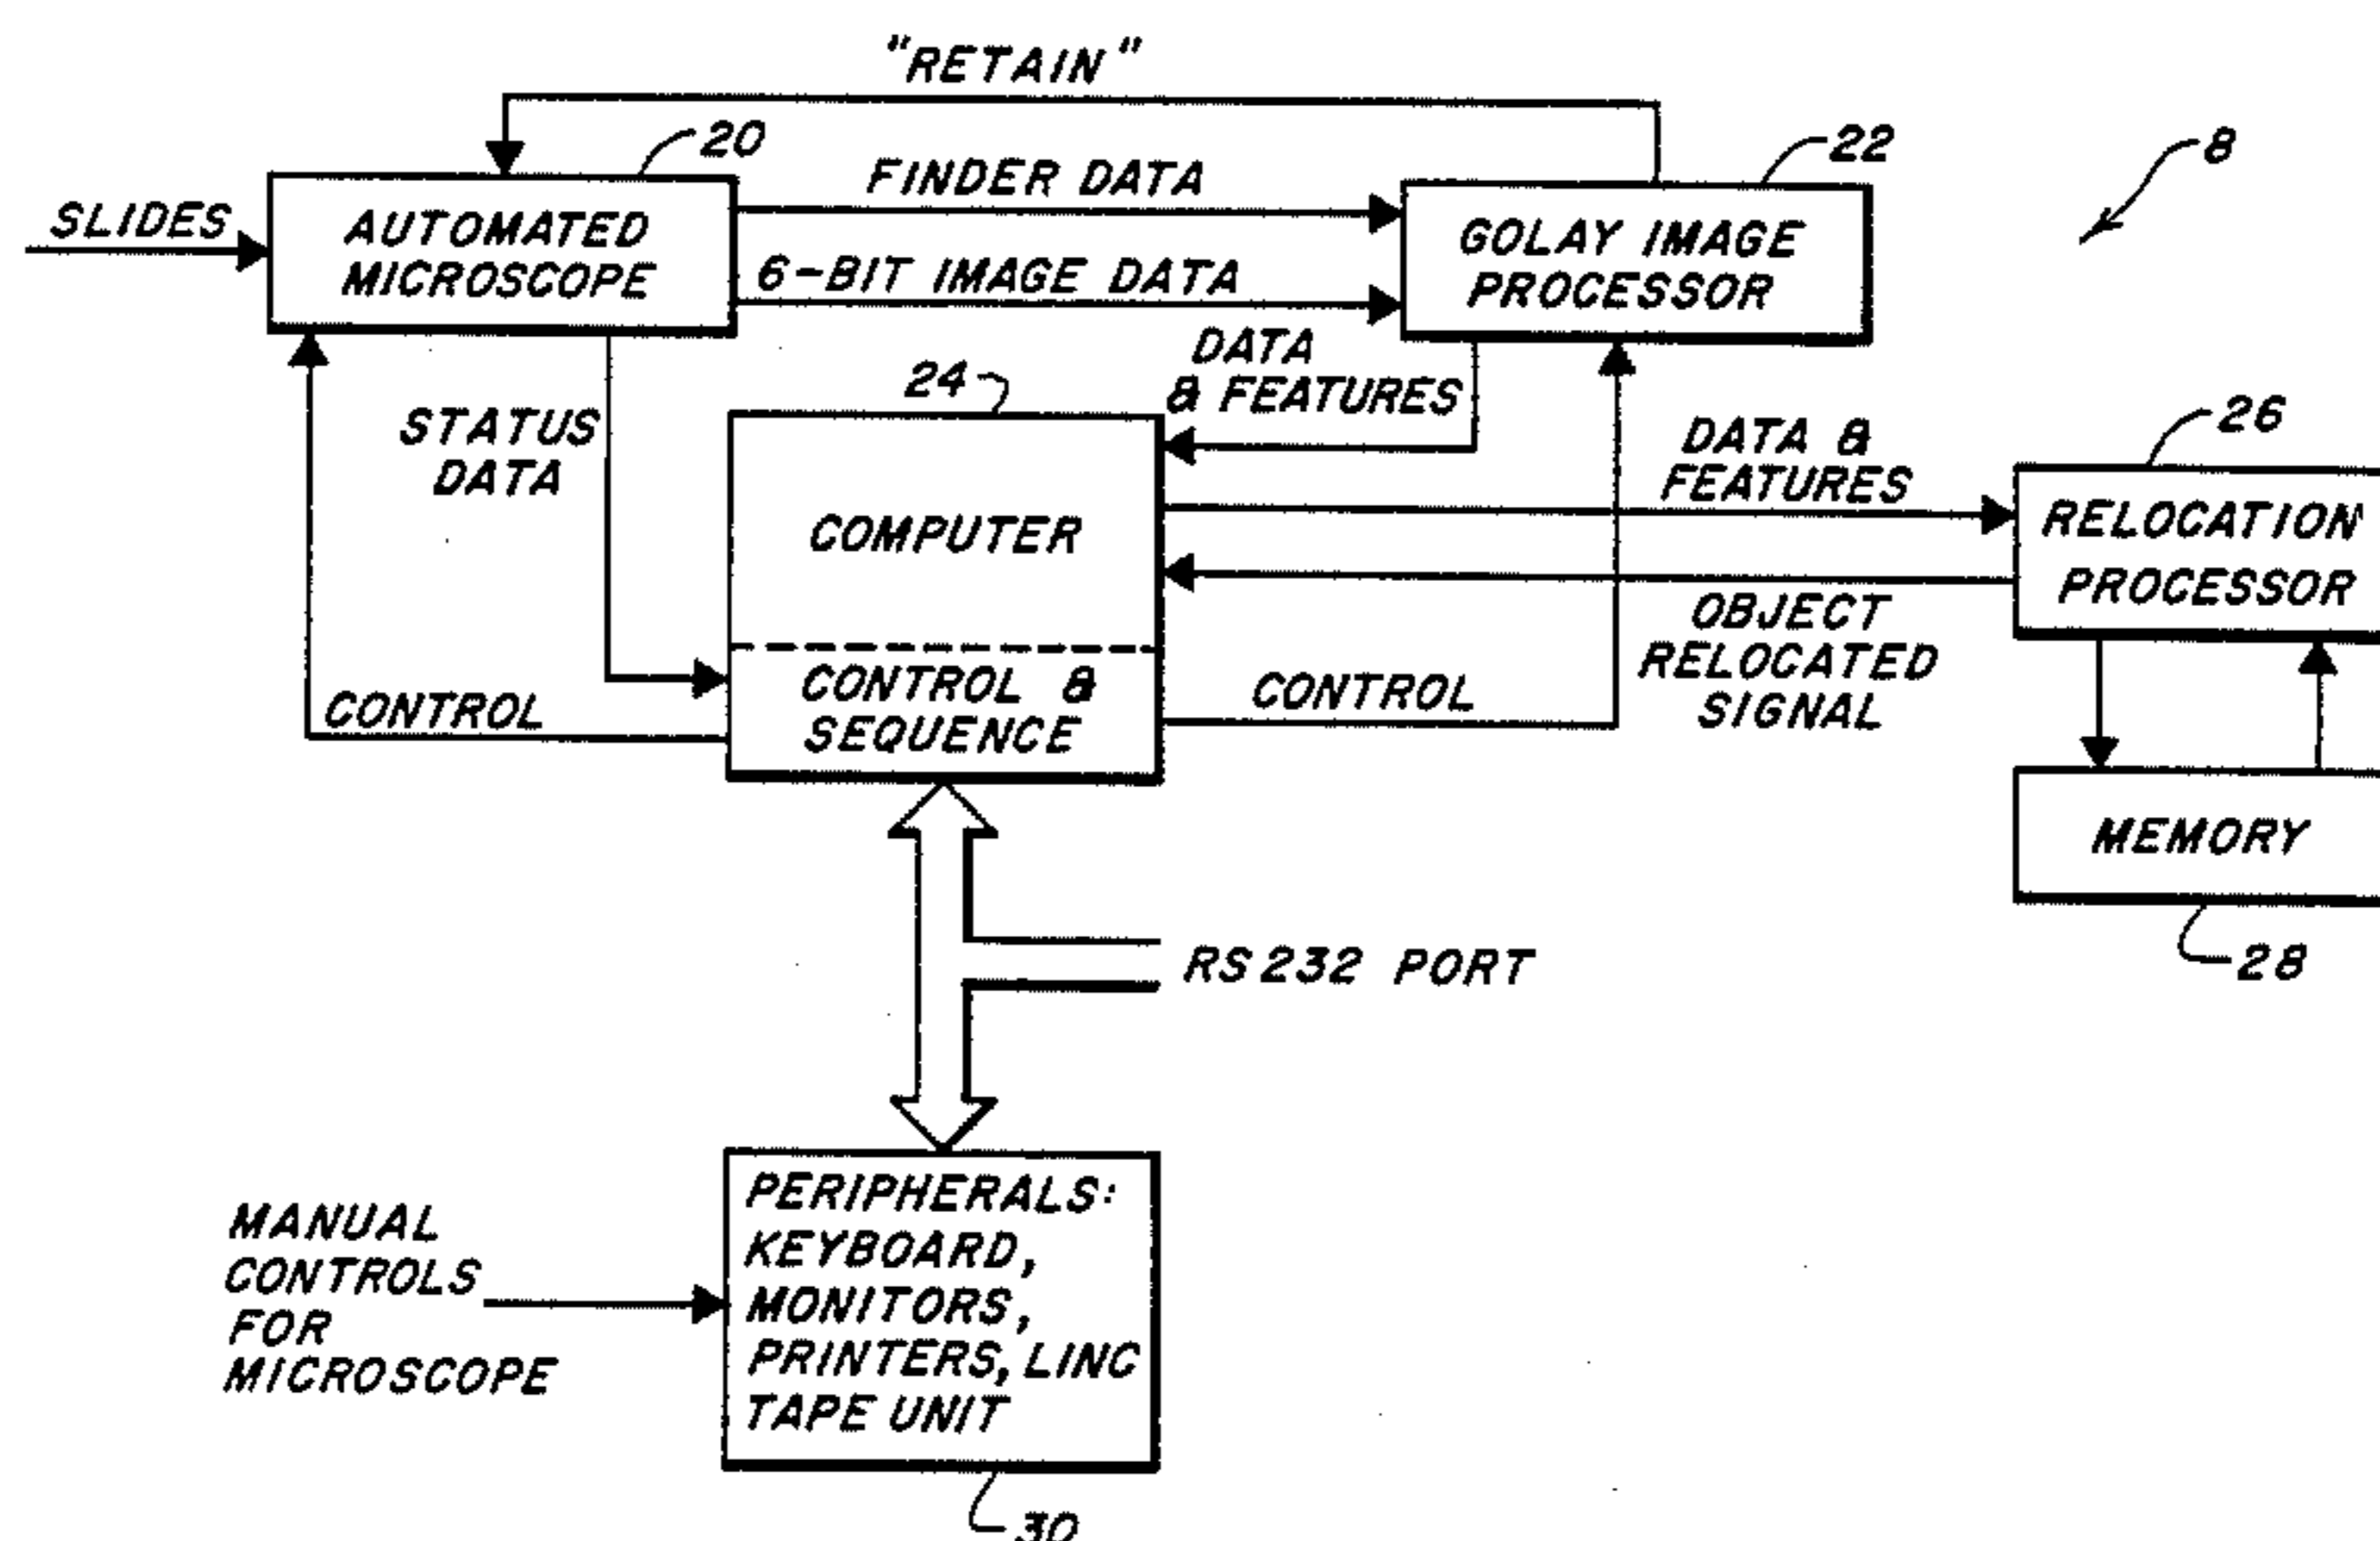 "RETAIN"
20
22
8
SLIDES
FINDER DATA
AUTOMATED
MICROSCOPE
GOLAY IMAGE
PROCESSOR
6-BIT IMAGE DATA
DATA
& FEATURES
24
STATUS
DATA
COMPUTER
DATA &
FEATURES
26
RELOCATION
PROCESSOR
OBJECT
RELOCATED
SIGNAL
CONTROL
CONTROL &
SEQUENCE
CONTROL
MEMORY
28
RS232 PORT
MANUAL
CONTROLS
FOR
MICROSCOPE
PERIPHERALS:
KEYBOARD,
MONITORS,
PRINTERS, LINC
TAPE UNIT
30